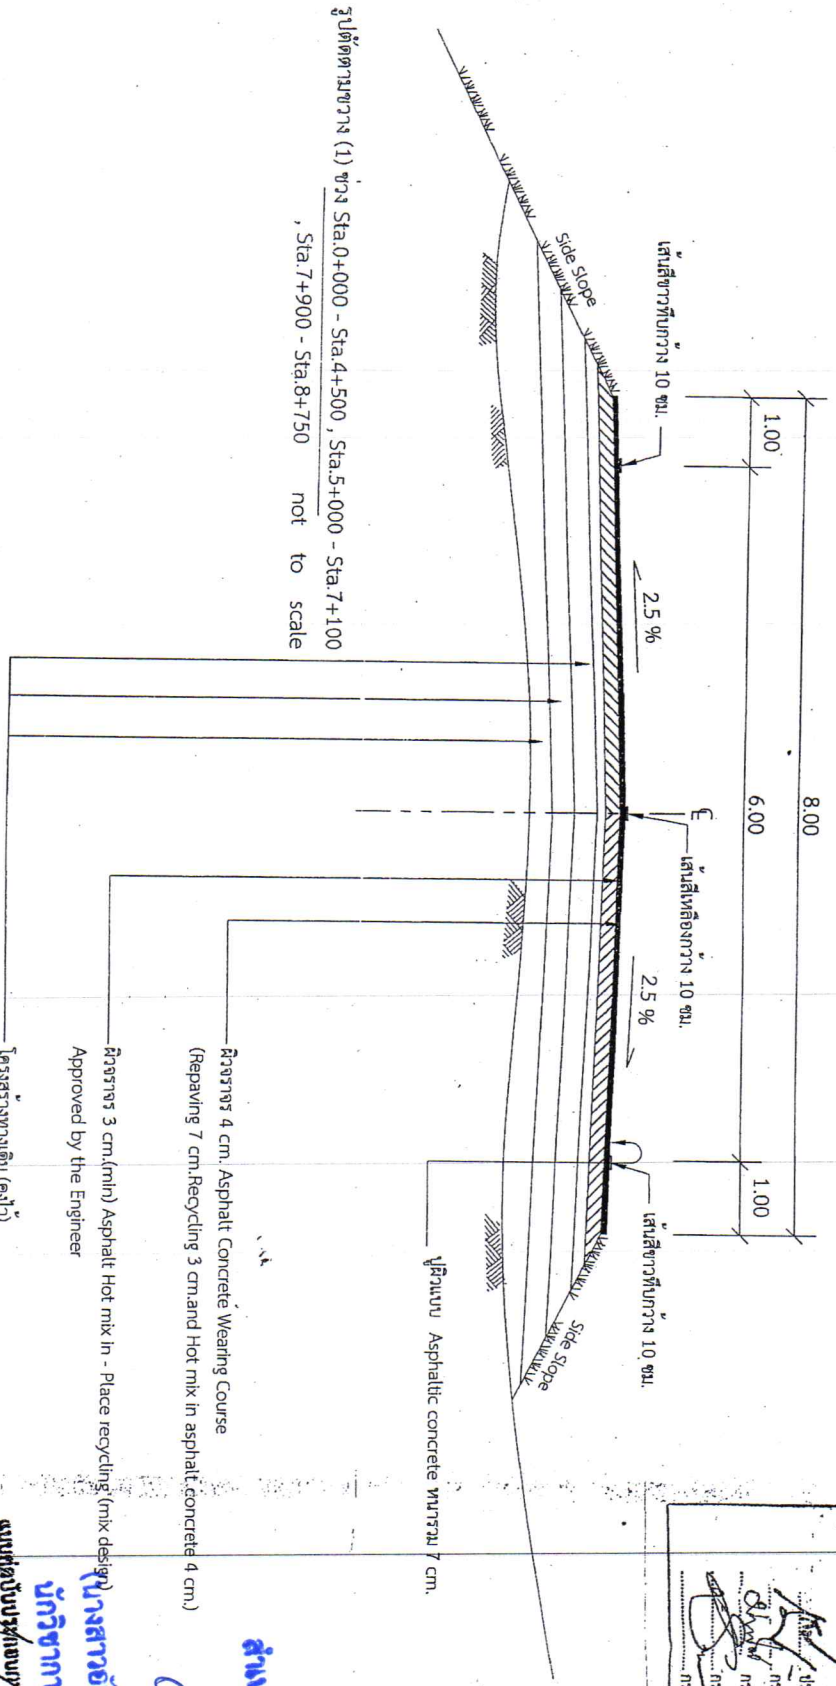 8.00
1.00
6.00
1.00
เส้นสีขาวทึบกว้าง 10 ซม.
℄
เส้นสีเหลืองกว้าง 10 ซม.
เส้นสีขาวทึบกว้าง 10 ซม.
2.5 %
2.5 %
Side Slope
Side Slope
ปูผิวแบบ Asphaltic concrete หนารวม 7 cm.
ผิวจราจร 4 cm. Asphalt Concrete Wearing Course
(Repaving 7 cm.Recycling 3 cm.and Hot mix in asphalt concrete 4 cm.)
ผิวจราจร 3 cm.(min) Asphalt Hot mix in - Place recycling (mix design)
Approved by the Engineer
โครงสร้างทางเดิม (คงไว้)
รูปตัดตามขวาง (1) ช่วง Sta.0+000 - Sta.4+500 , Sta.5+000 - Sta.7+100
, Sta.7+900 - Sta.8+750 not to scale